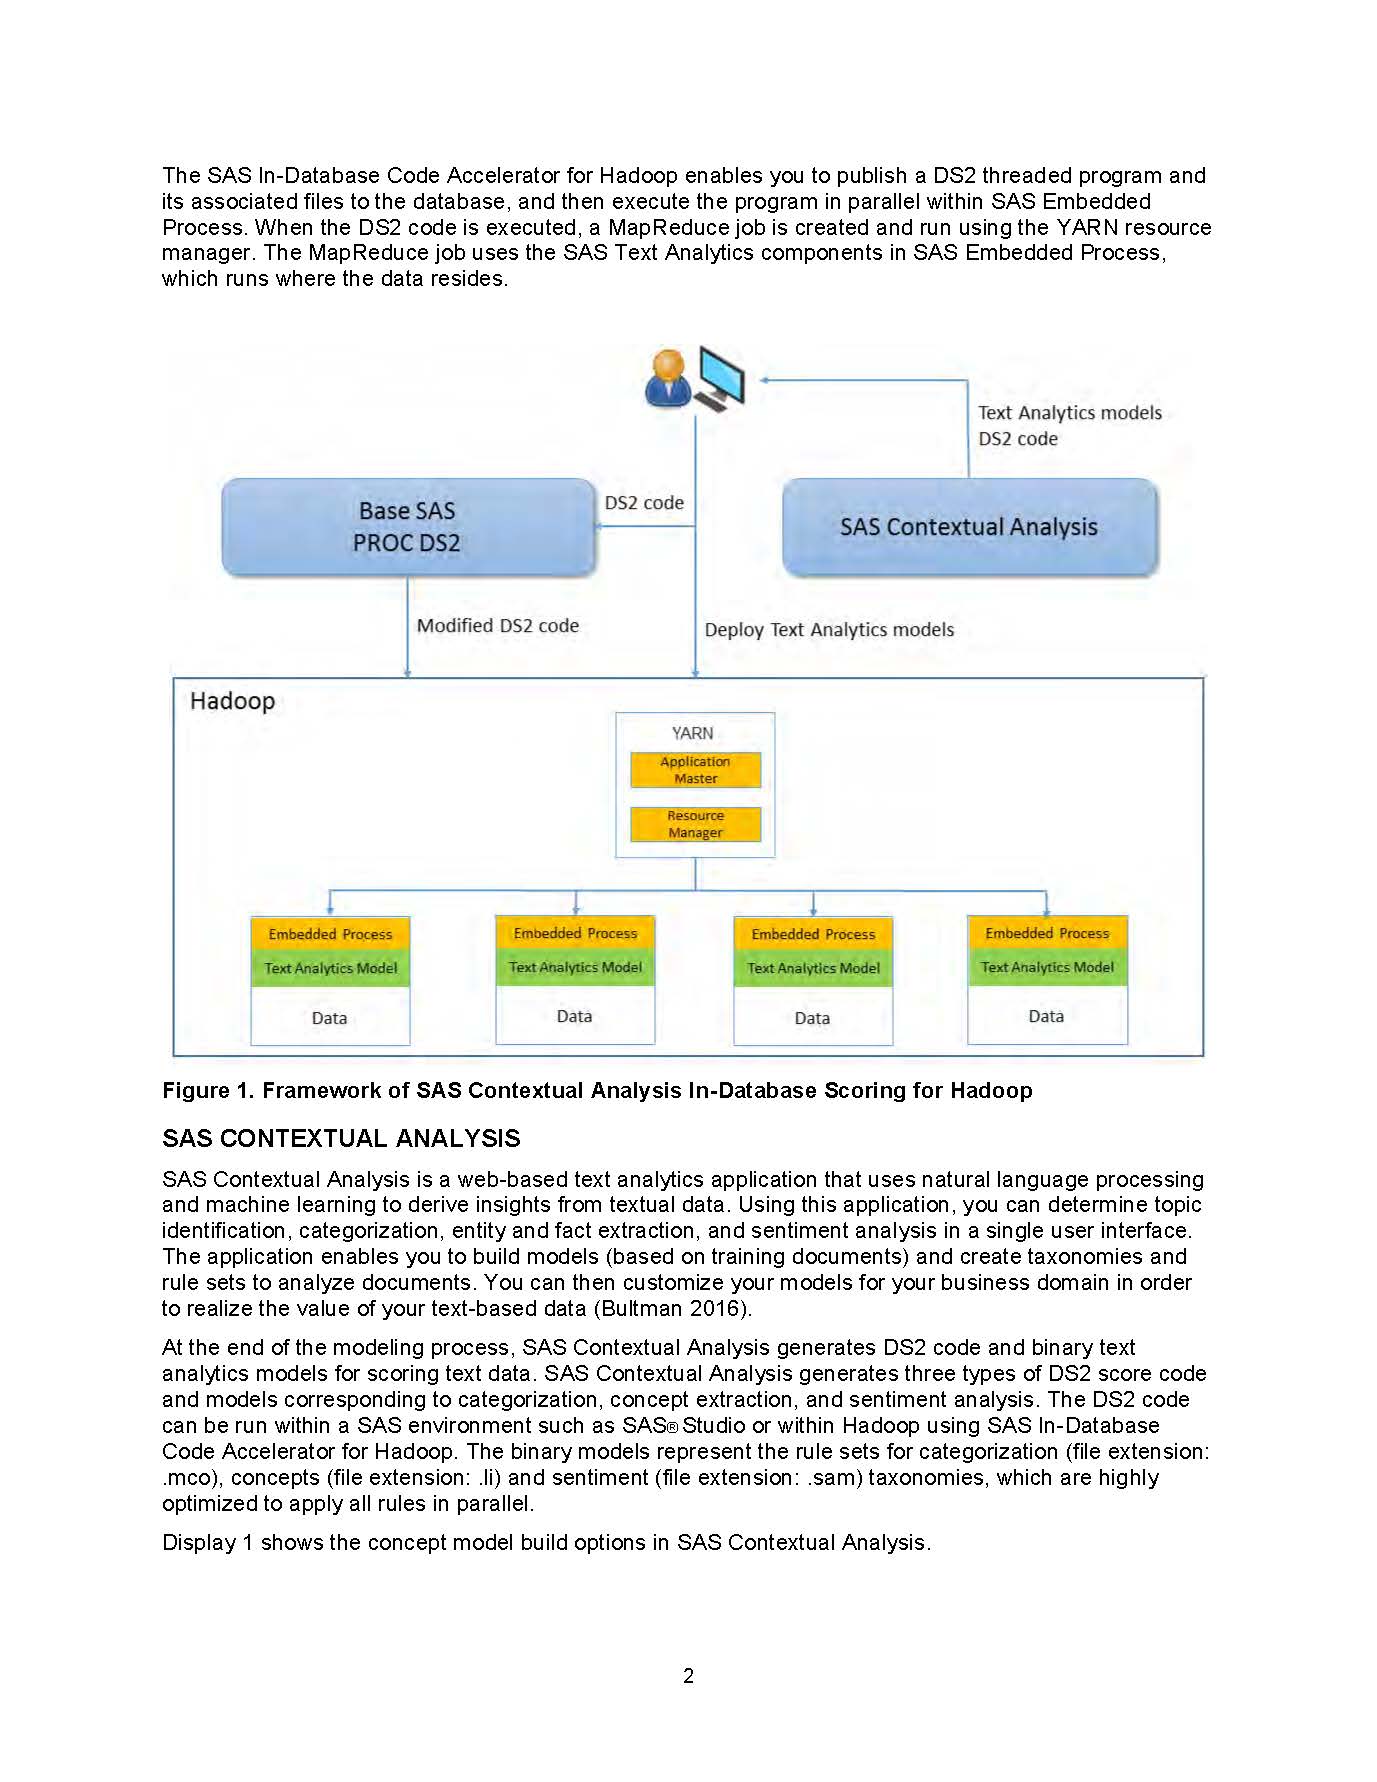 The SAS In-Database Code Accelerator for Hadoop enables you to publish a DS2 threaded program and
its associated files to the database, and then execute the program in parallel within SAS Embedded
Process. When the DS2 code is executed, a MapReduce job is created and run using the YARN resource
manager. The MapReduce job uses the SAS Text Analytics components in SAS Embedded Process,
which runs where the data resides.
Text Analytics models
DS2 code
Base SAS
PROC DS2
DS2 code
SAS Contextual Analysis
Modified DS2 code
Deploy Text Analytics models
Hadoop
YARN
Application
Master
Resource
Manager
Embedded Process
Text Analytics Model
Data
Embedded Process
Text Analytics Model
Data
Embedded Process
Text Analytics Model
Data
Embedded Process
Text Analytics Model
Data
Figure 1. Framework of SAS Contextual Analysis In-Database Scoring for Hadoop
SAS CONTEXTUAL ANALYSIS
SAS Contextual Analysis is a web-based text analytics application that uses natural language processing
and machine learning to derive insights from textual data. Using this application, you can determine topic
identification, categorization, entity and fact extraction, and sentiment analysis in a single user interface.
The application enables you to build models (based on training documents) and create taxonomies and
rule sets to analyze documents. You can then customize your models for your business domain in order
to realize the value of your text-based data (Bultman 2016).
At the end of the modeling process, SAS Contextual Analysis generates DS2 code and binary text
analytics models for scoring text data. SAS Contextual Analysis generates three types of DS2 score code
and models corresponding to categorization, concept extraction, and sentiment analysis. The DS2 code
can be run within a SAS environment such as SAS® Studio or within Hadoop using SAS In-Database
Code Accelerator for Hadoop. The binary models represent the rule sets for categorization (file extension:
.mco), concepts (file extension: .li) and sentiment (file extension: .sam) taxonomies, which are highly
optimized to apply all rules in parallel.
Display 1 shows the concept model build options in SAS Contextual Analysis.
2